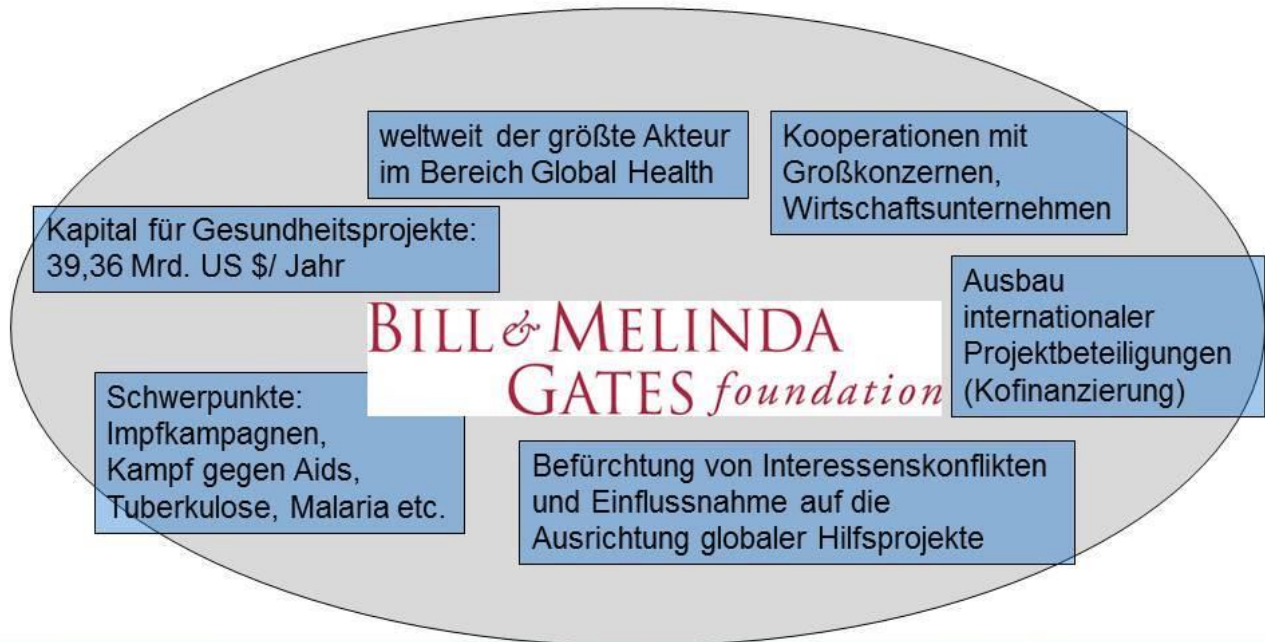 weltweit der größte Akteur
im Bereich Global Health
Kooperationen mit
Großkonzernen,
Wirtschaftsunternehmen
Kapital für Gesundheitsprojekte:
39,36 Mrd. US $/ Jahr
Ausbau
internationaler
Projektbeteiligungen
(Kofinanzierung)
BILL & MELINDA
GATES foundation
Schwerpunkte:
Impfkampagnen,
Kampf gegen Aids,
Tuberkulose, Malaria etc.
Befürchtung von Interessenskonflikten
und Einflussnahme auf die
Ausrichtung globaler Hilfsprojekte